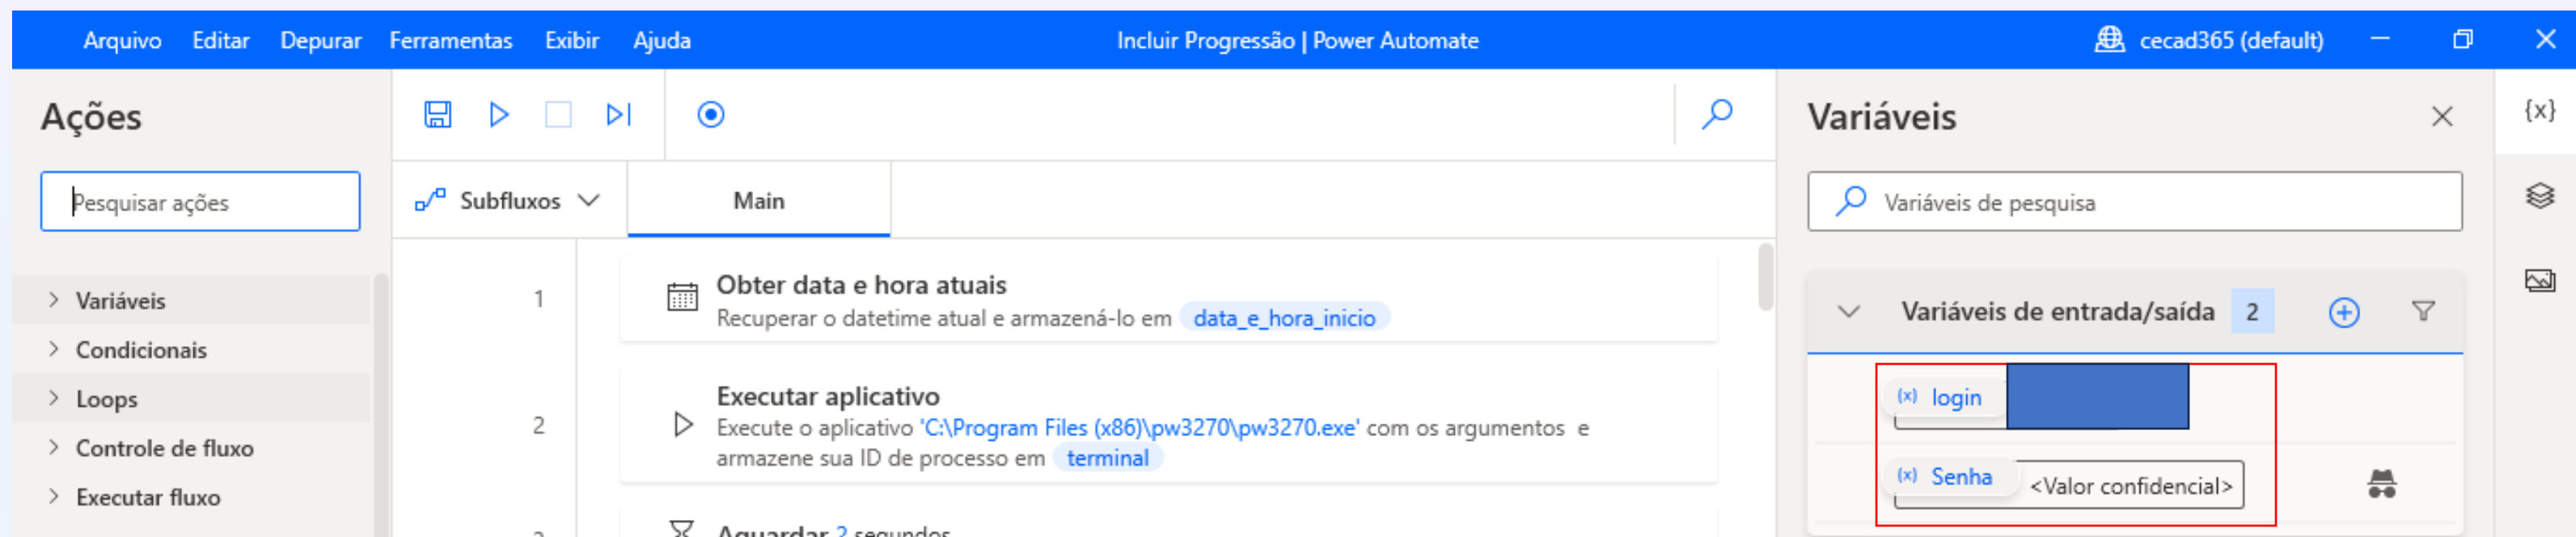 Arquivo Editar Depurar Ferramentas Exibir Ajuda
Incluir Progressão | Power Automate
cecad365 (default)
Ações
Pesquisar ações
Variáveis
Condicionais
Loops
Controle de fluxo
Executar fluxo
Subfluxos
Main
1
Obter data e hora atuais
Recuperar o datetime atual e armazená-lo em data_e_hora_inicio
2
Executar aplicativo
Execute o aplicativo 'C:\Program Files (x86)\pw3270\pw3270.exe' com os argumentos e
armazene sua ID de processo em terminal
Aguardar 2 segundos
Variáveis
{x}
Variáveis de pesquisa
Variáveis de entrada/saída 2
(x) login
(x) Senha <Valor confidencial>